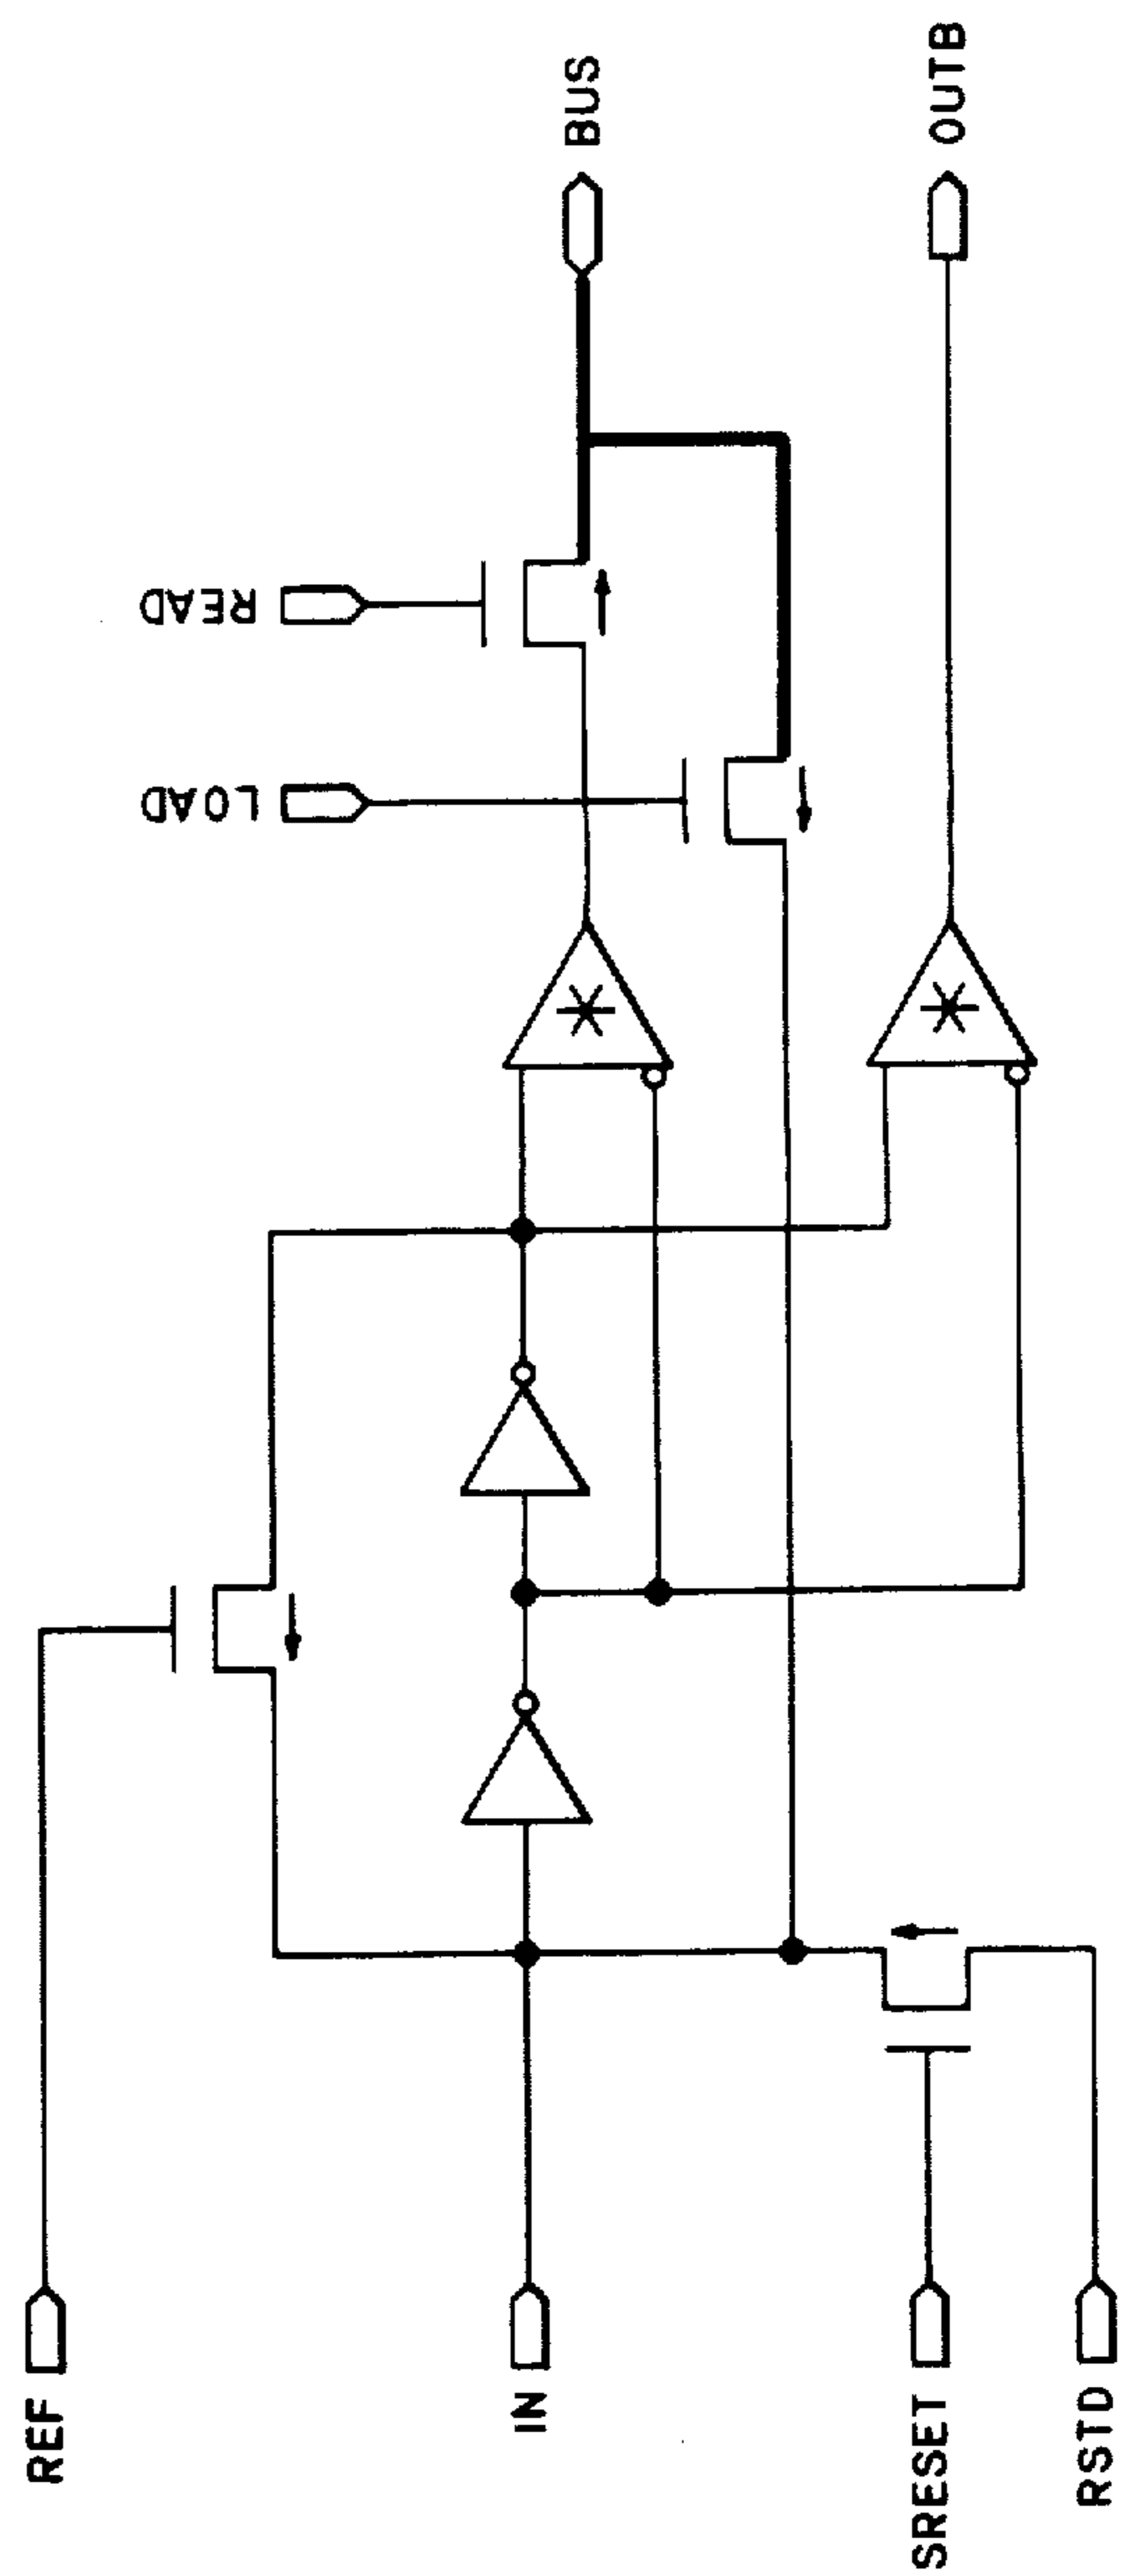 BUS
OUTB
READ
LOAD
REF
IN
SRESET
RSTD